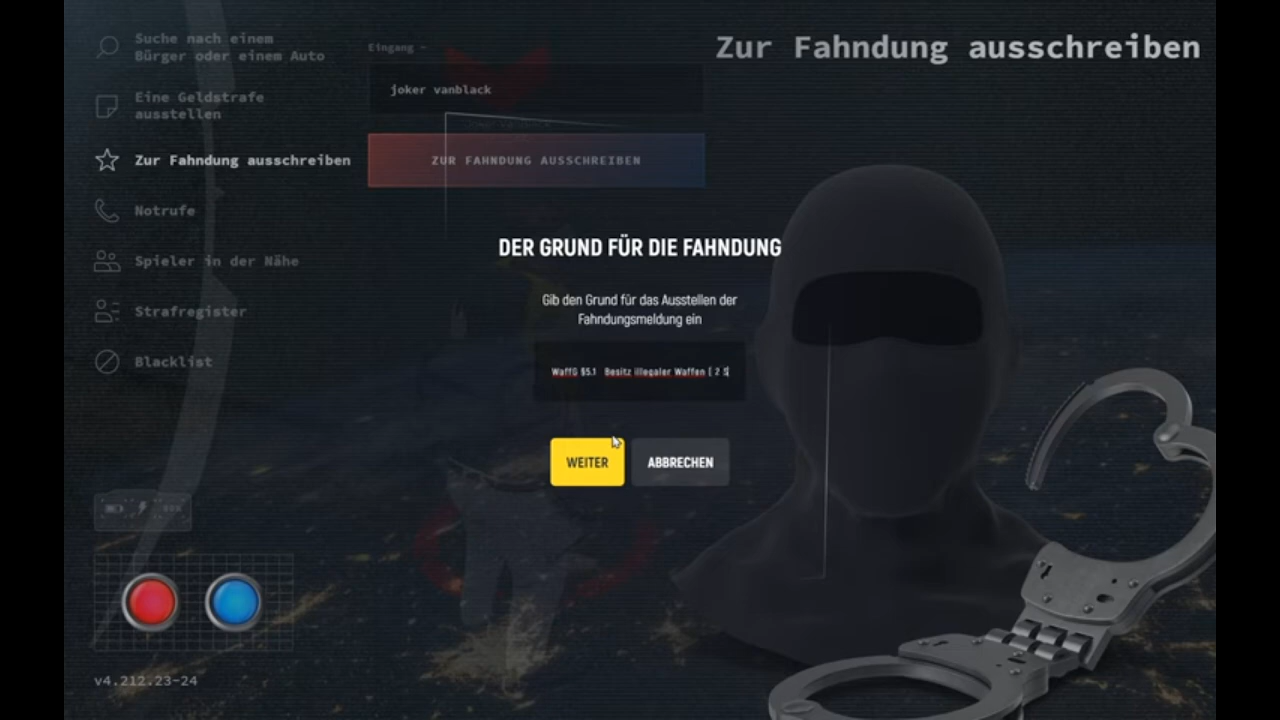 Suche nach einem
Bürger oder einem Auto
Eine Geldstrafe
ausstellen
Zur Fahndung ausschreiben
Notrufe
Spieler in der Nähe
Strafregister
Blacklist
v4.212.23-24
Eingang -
joker vanblack
ZUR FAHNDUNG AUSSCHREIBEN
Zur Fahndung ausschreiben
DER GRUND FÜR DIE FAHNDUNG
Gib den Grund für das Ausstellen der
Fahndungsmeldung ein
WaffG §5.1 Besitz illegaler Waffen [ 2 S
WEITER
ABBRECHEN